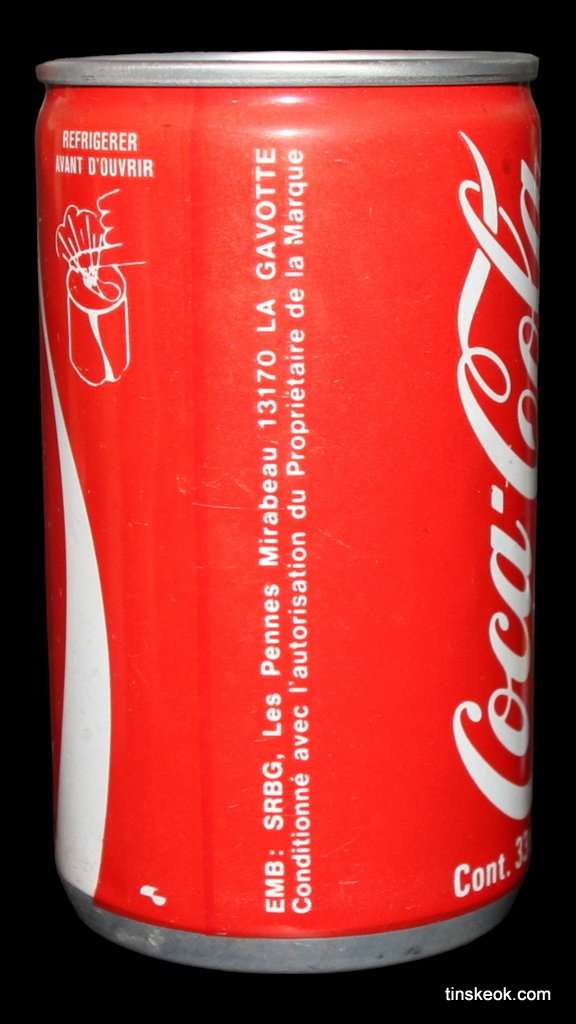 REFRIGERER
AVANT D'OUVRIR
EMB: SRBG, Les Pennes Mirabeau, 13170 LA GAVOTTE
Conditionné avec l'autorisation du Propriétaire de la Marque
Coca-Cola
Cont. 33
tinskeok.com